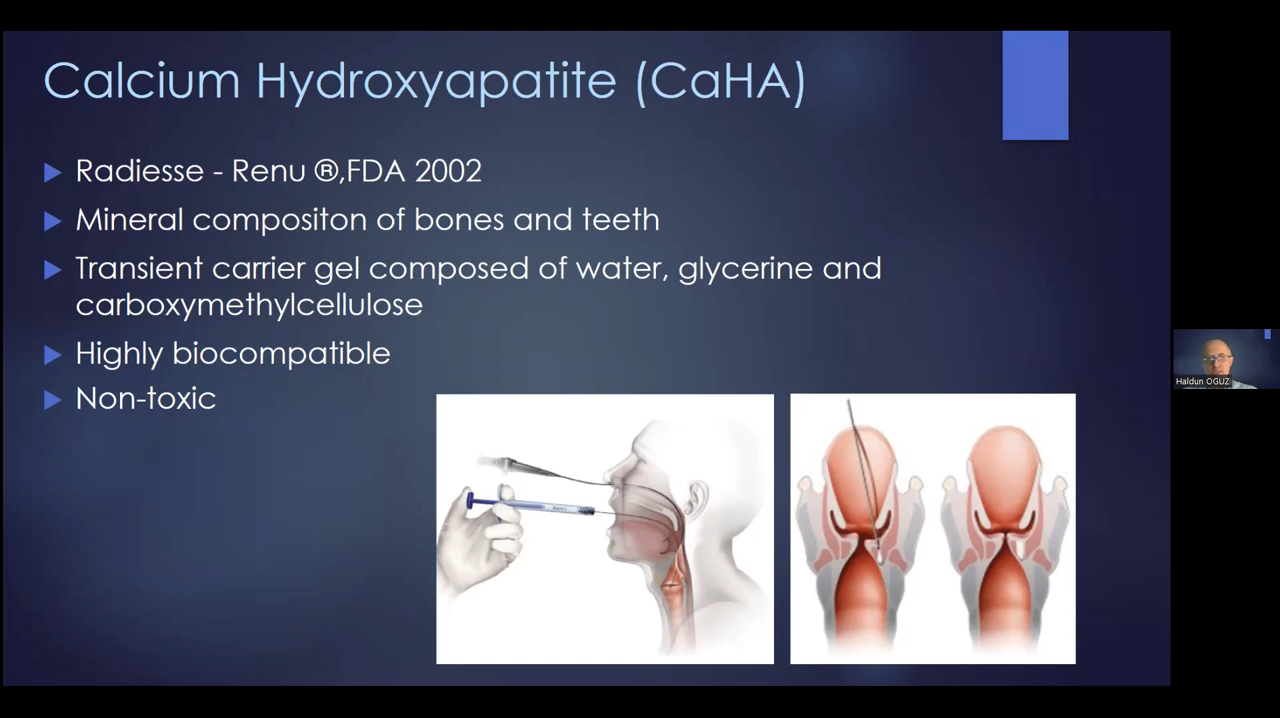 Calcium Hydroxyapatite (CaHA)
Radiesse - Renu ®,FDA 2002
Mineral compositon of bones and teeth
Transient carrier gel composed of water, glycerine and
carboxymethylcellulose
Highly biocompatible
Non-toxic
Haldun OGUZ